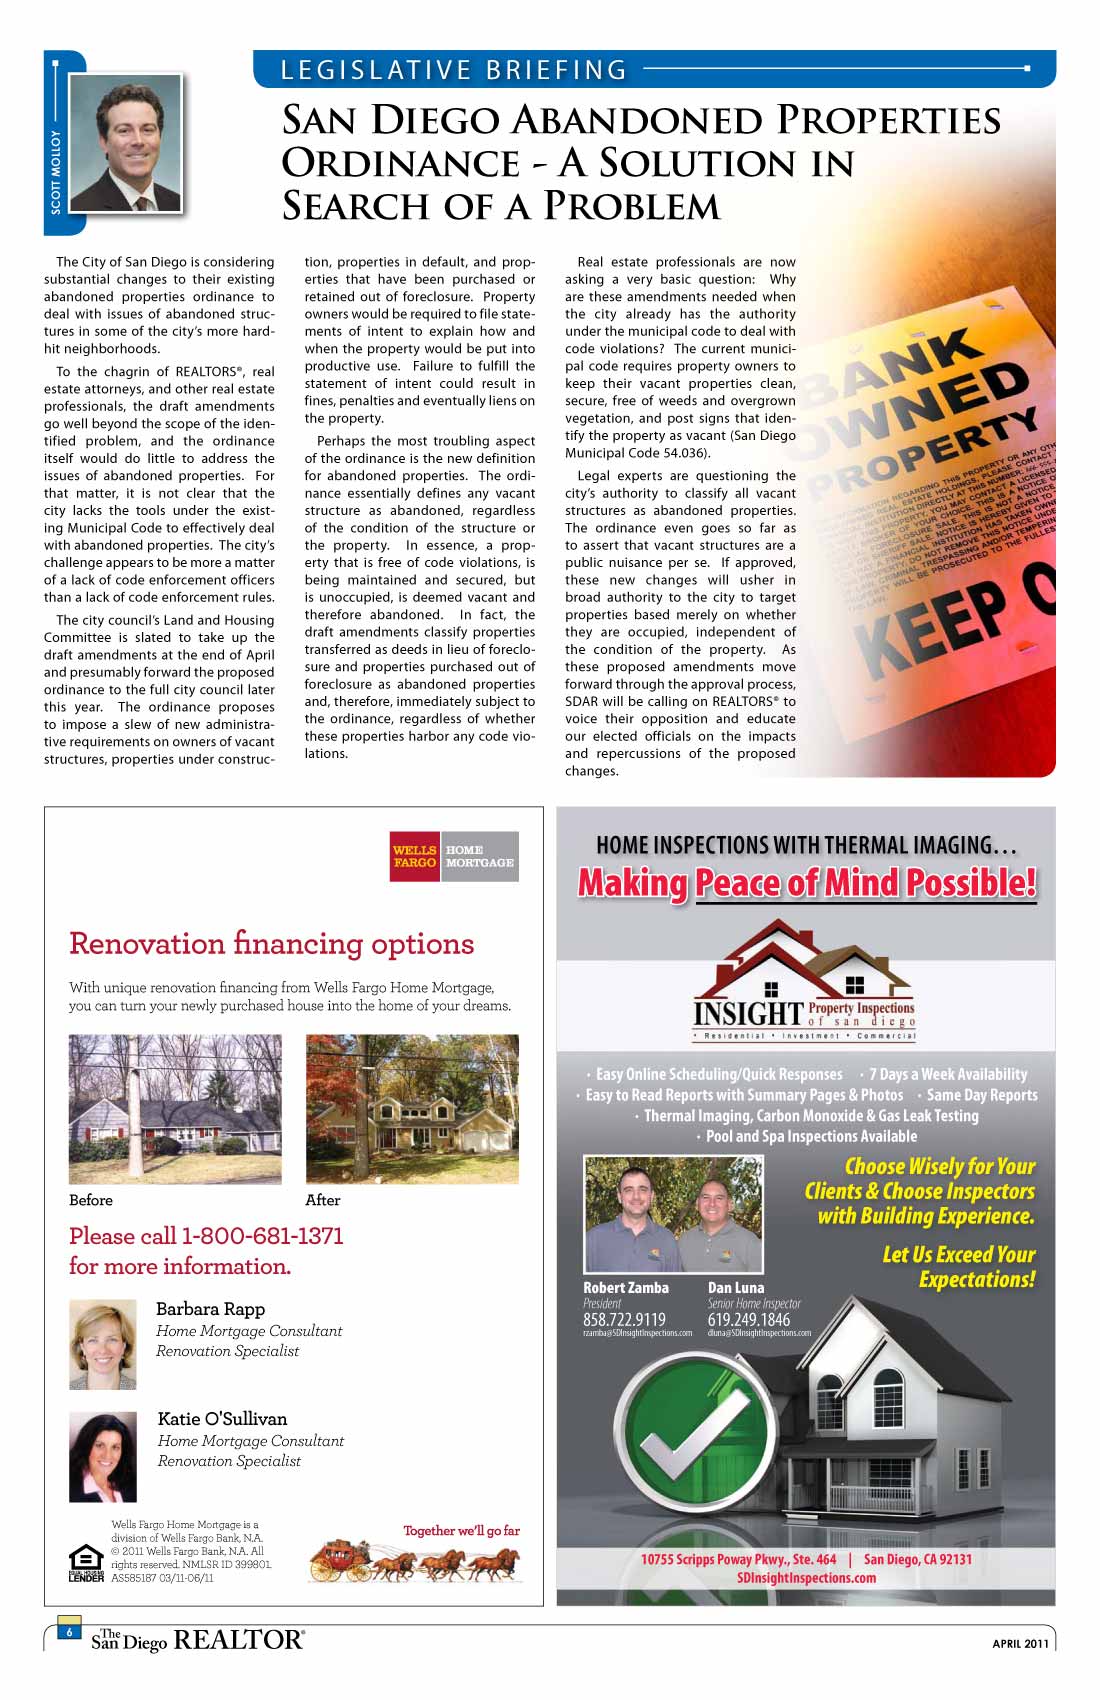 LEGISLATIVE BRIEFING
SCOTT MOLLOY
SAN DIEGO ABANDONED PROPERTIES
ORDINANCE - A SOLUTION IN
SEARCH OF A PROBLEM
The City of San Diego is considering
substantial changes to their existing
abandoned properties ordinance to
deal with issues of abandoned struc-
tures in some of the city's more hard-
hit neighborhoods.
To the chagrin of REALTORS®, real
estate attorneys, and other real estate
professionals, the draft amendments
go well beyond the scope of the iden-
tified problem, and the ordinance
itself would do little to address the
issues of abandoned properties. For
that matter, it is not clear that the
city lacks the tools under the exist-
ing Municipal Code to effectively deal
with abandoned properties. The city's
challenge appears to be more a matter
of a lack of code enforcement officers
than a lack of code enforcement rules.
The city council's Land and Housing
Committee is slated to take up the
draft amendments at the end of April
and presumably forward the proposed
ordinance to the full city council later
this year. The ordinance proposes
to impose a slew of new administra-
tive requirements on owners of vacant
structures, properties under construc-
tion, properties in default, and prop-
erties that have been purchased or
retained out of foreclosure. Property
owners would be required to file state-
ments of intent to explain how and
when the property would be put into
productive use. Failure to fulfill the
statement of intent could result in
fines, penalties and eventually liens on
the property.
Perhaps the most troubling aspect
of the ordinance is the new definition
for abandoned properties. The ordi-
nance essentially defines any vacant
structure as abandoned, regardless
of the condition of the structure or
the property. In essence, a prop-
erty that is free of code violations, is
being maintained and secured, but
is unoccupied, is deemed vacant and
therefore abandoned. In fact, the
draft amendments classify properties
transferred as deeds in lieu of foreclo-
sure and properties purchased out of
foreclosure as abandoned properties
and, therefore, immediately subject to
the ordinance, regardless of whether
these properties harbor any code vio-
lations.
Real estate professionals are now
asking a very basic question: Why
are these amendments needed when
the city already has the authority
under the municipal code to deal with
code violations? The current munici-
pal code requires property owners to
keep their vacant properties clean,
secure, free of weeds and overgrown
vegetation, and post signs that iden-
tify the property as vacant (San Diego
Municipal Code 54.036).
Legal experts are questioning the
city's authority to classify all vacant
structures as abandoned properties.
The ordinance even goes so far as
to assert that vacant structures are a
public nuisance per se. If approved,
these new changes will usher in
broad authority to the city to target
properties based merely on whether
they are occupied, independent of
the condition of the property. As
these proposed amendments move
forward through the approval process,
SDAR will be calling on REALTORS® to
voice their opposition and educate
our elected officials on the impacts
and repercussions of the proposed
changes.
BANK
OWNED
PROPERTY
KEEP O
WELLS FARGO HOME MORTGAGE
Renovation financing options
With unique renovation financing from Wells Fargo Home Mortgage,
you can turn your newly purchased house into the home of your dreams.
Before After
Please call 1-800-681-1371
for more information.
Barbara Rapp
Home Mortgage Consultant
Renovation Specialist
Katie O'Sullivan
Home Mortgage Consultant
Renovation Specialist
EQUAL HOUSING
LENDER
Wells Fargo Home Mortgage is a
division of Wells Fargo Bank, N.A.
© 2011 Wells Fargo Bank, N.A. All
rights reserved. NMLSR ID 399801.
AS585187 03/11-06/11
Together we'll go far
HOME INSPECTIONS WITH THERMAL IMAGING...
Making Peace of Mind Possible!
INSIGHT Property Inspections
of san diego
• Residential • Investment • Commercial
· Easy Online Scheduling/Quick Responses · 7 Days a Week Availability
· Easy to Read Reports with Summary Pages & Photos · Same Day Reports
· Thermal Imaging, Carbon Monoxide & Gas Leak Testing
· Pool and Spa Inspections Available
Choose Wisely for Your
Clients & Choose Inspectors
with Building Experience.
Let Us Exceed Your
Expectations!
Robert Zamba
President
858.722.9119
rzamba@SDInsightInspections.com
Dan Luna
Senior Home Inspector
619.249.1846
dluna@SDInsightInspections.com
10755 Scripps Poway Pkwy., Ste. 464 | San Diego, CA 92131
SDInsightInspections.com
6
The San Diego REALTOR®
APRIL 2011